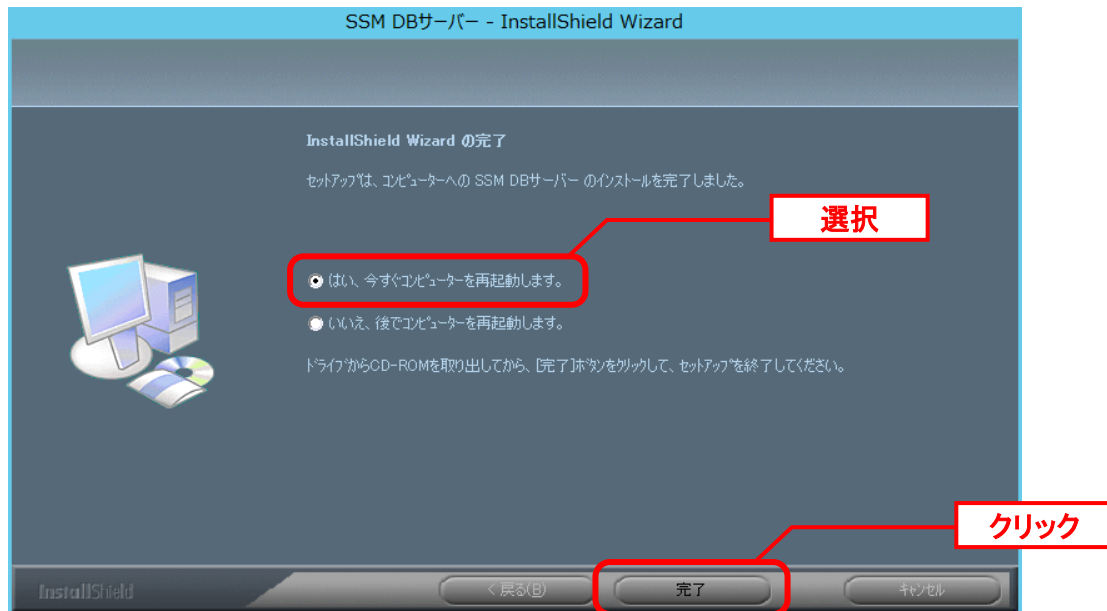 SSM DBサーバー - InstallShield Wizard
InstallShield Wizard の完了
セットアップは、コンピューターへの SSM DBサーバー のインストールを完了しました。
選択
はい、今すぐコンピューターを再起動します。
いいえ、後でコンピューターを再起動します。
ドライブからCD-ROMを取り出してから、[完了]ボタンをクリックして、セットアップを終了してください。
クリック
InstallShield
< 戻る(B)
完了
キャンセル